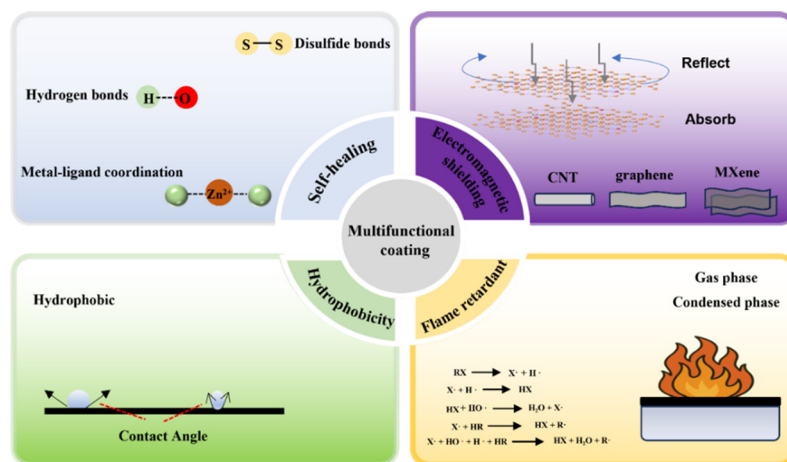 S — S Disulfide bonds
Hydrogen bonds H O
Metal-ligand coordination
Zn²⁺
Reflect
Absorb
CNT graphene MXene
Self-healing
Electromagnetic
shielding
Multifunctional
coating
Hydrophobicity
Flame retardant
Hydrophobic
Contact Angle
Gas phase
Condensed phase
RX → X· + H·
X· + H· → HX
HX + HO· → H₂O + X·
X· + HR → HX + R·
X· + HO· + H· + HR → HX + H₂O + R·